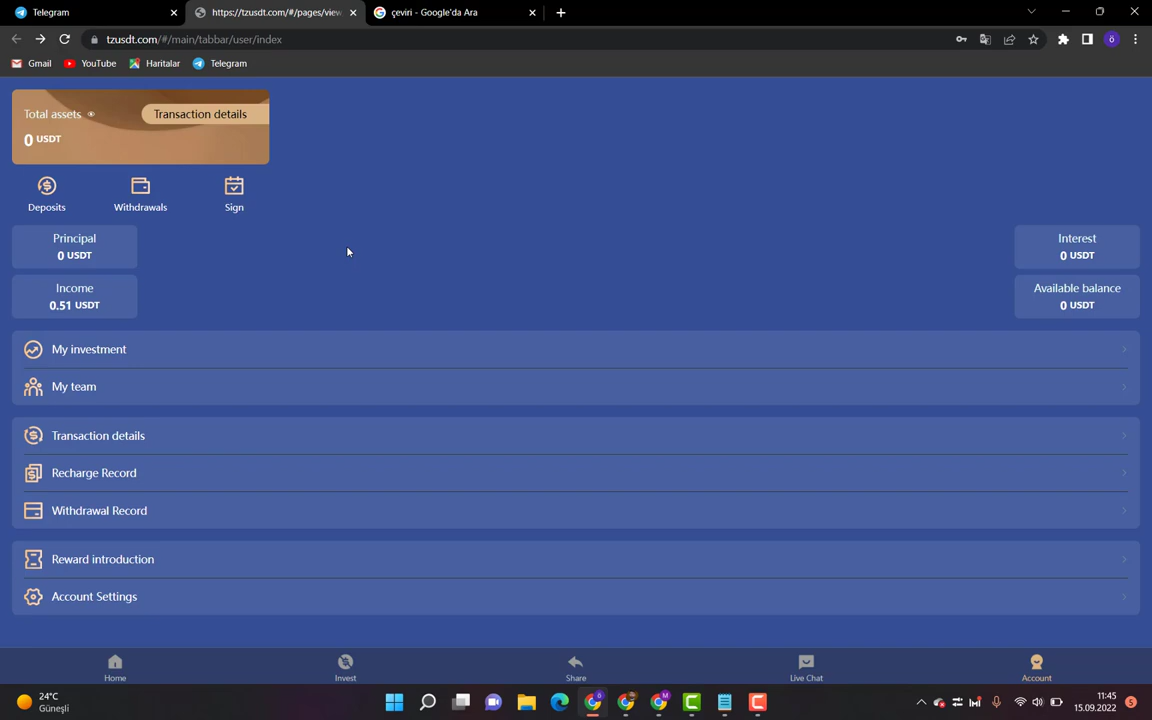 Telegram
https://tzusdt.com/#/pages/view
çeviri - Google'da Ara
tzusdt.com/#/main/tabbar/user/index
ö
Gmail
YouTube
Haritalar
Telegram
Total assets
Transaction details
0 USDT
Deposits
Withdrawals
Sign
Principal
0 USDT
Interest
0 USDT
Income
0.51 USDT
Available balance
0 USDT
My investment
My team
Transaction details
Recharge Record
Withdrawal Record
Reward introduction
Account Settings
Home
Invest
Share
Live Chat
Account
24°C
Güneşli
11:45
15.09.2022
5